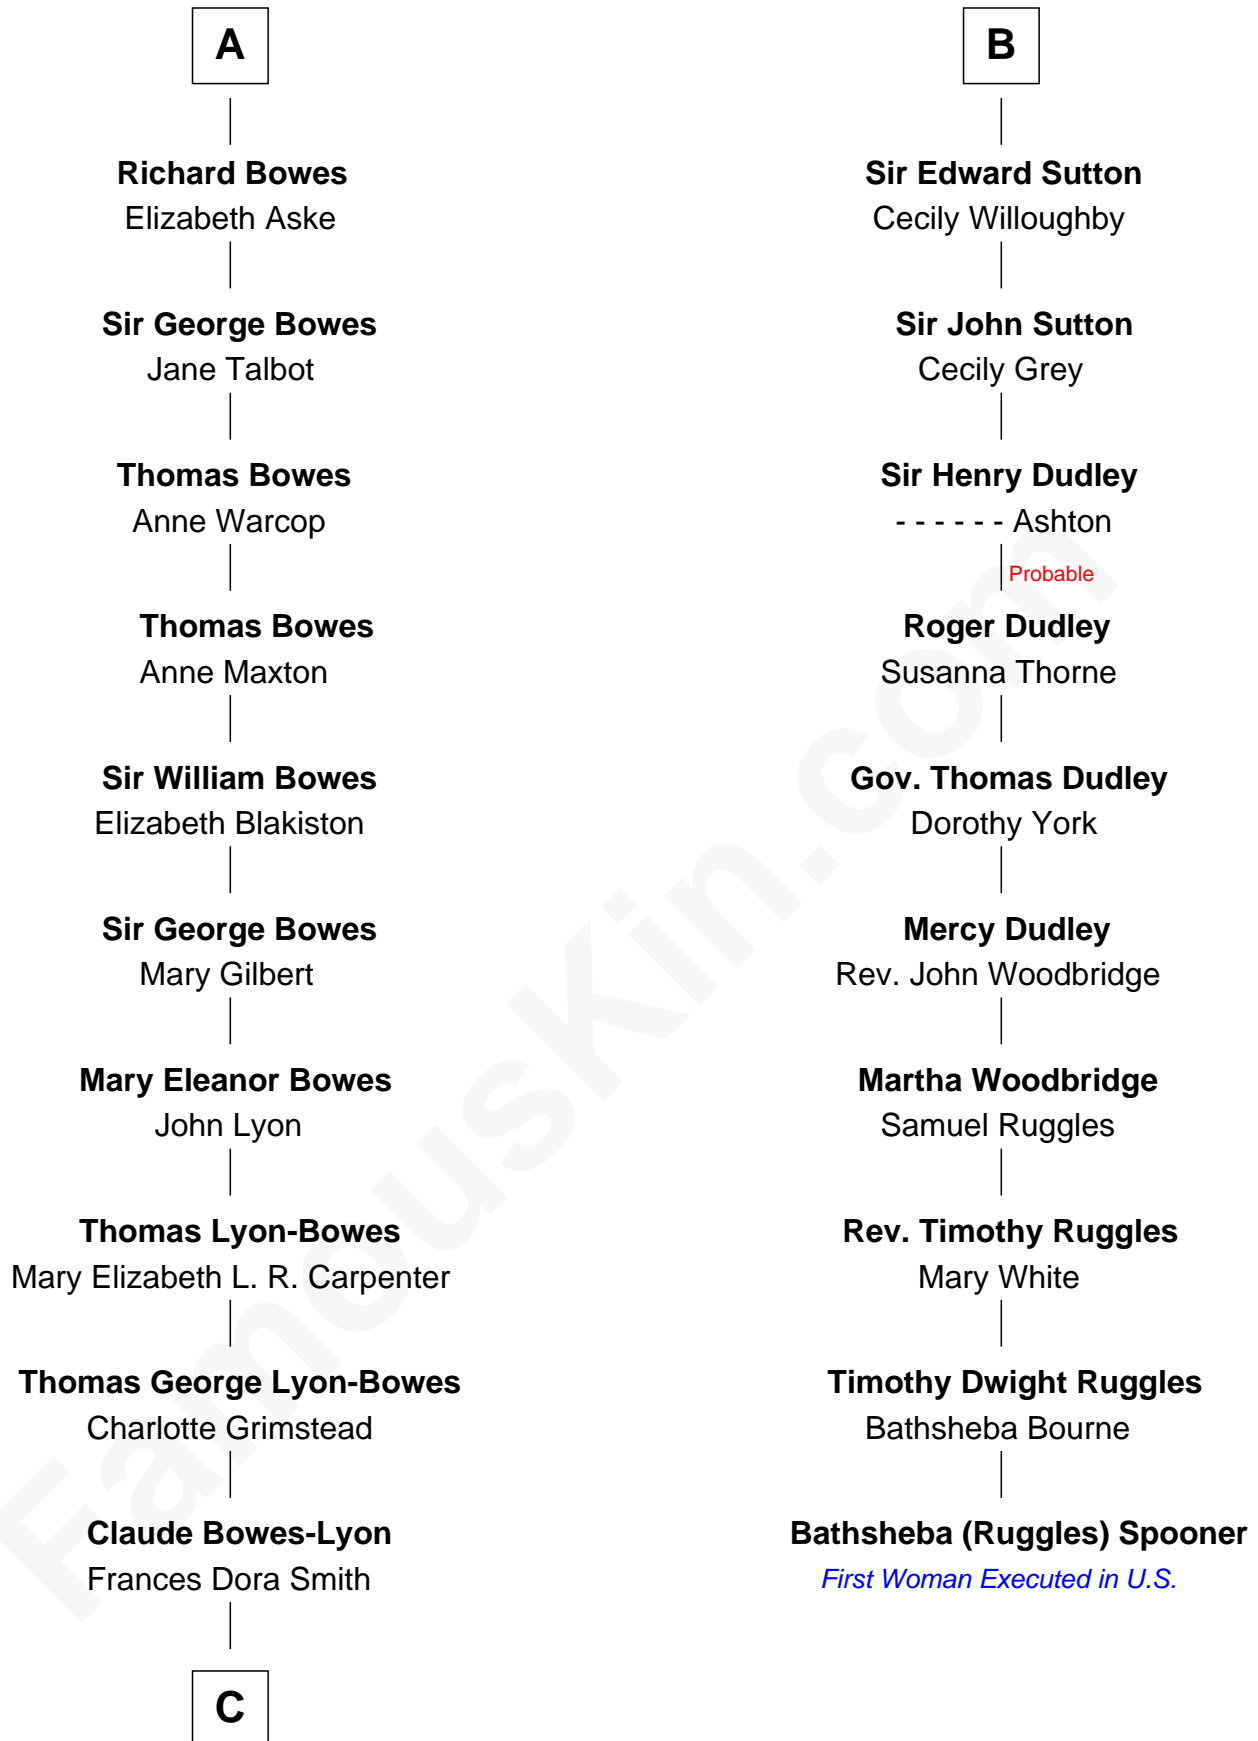 A
Richard Bowes
Elizabeth Aske
Sir George Bowes
Jane Talbot
Thomas Bowes
Anne Warcop
Thomas Bowes
Anne Maxton
Sir William Bowes
Elizabeth Blakiston
Sir George Bowes
Mary Gilbert
Mary Eleanor Bowes
John Lyon
Thomas Lyon-Bowes
Mary Elizabeth L. R. Carpenter
Thomas George Lyon-Bowes
Charlotte Grimstead
Claude Bowes-Lyon
Frances Dora Smith
C
B
Sir Edward Sutton
Cecily Willoughby
Sir John Sutton
Cecily Grey
Sir Henry Dudley
- - - - - - Ashton
Probable
Roger Dudley
Susanna Thorne
Gov. Thomas Dudley
Dorothy York
Mercy Dudley
Rev. John Woodbridge
Martha Woodbridge
Samuel Ruggles
Rev. Timothy Ruggles
Mary White
Timothy Dwight Ruggles
Bathsheba Bourne
Bathsheba (Ruggles) Spooner
First Woman Executed in U.S.
FamousKin.com